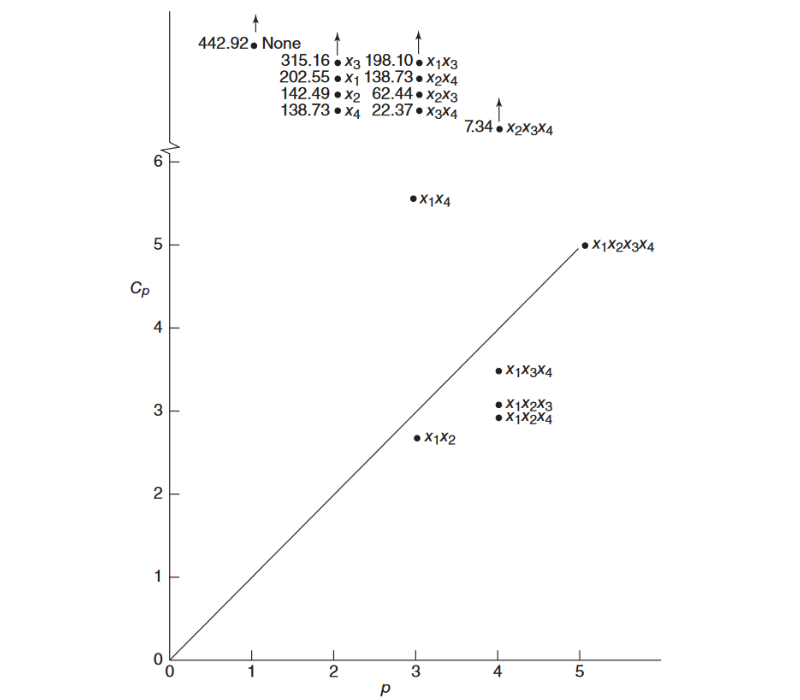 442.92 None
315.16 x3 198.10 x1x3
202.55 x1 138.73 x2x4
142.49 x2 62.44 x2x3
138.73 x4 22.37 x3x4
7.34 x2x3x4
6
x1x4
5 x1x2x3x4
Cp
4
x1x3x4
3 x1x2x3
x1x2x4
x1x2
2
1
0
0 1 2 3 4 5
p